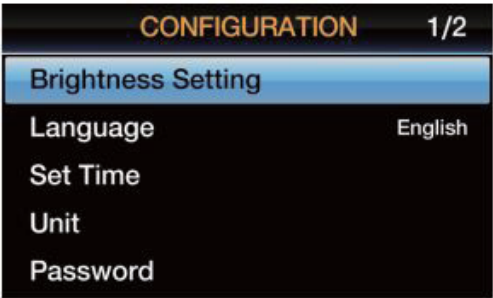 CONFIGURATION 1/2
Brightness Setting
Language English
Set Time
Unit
Password